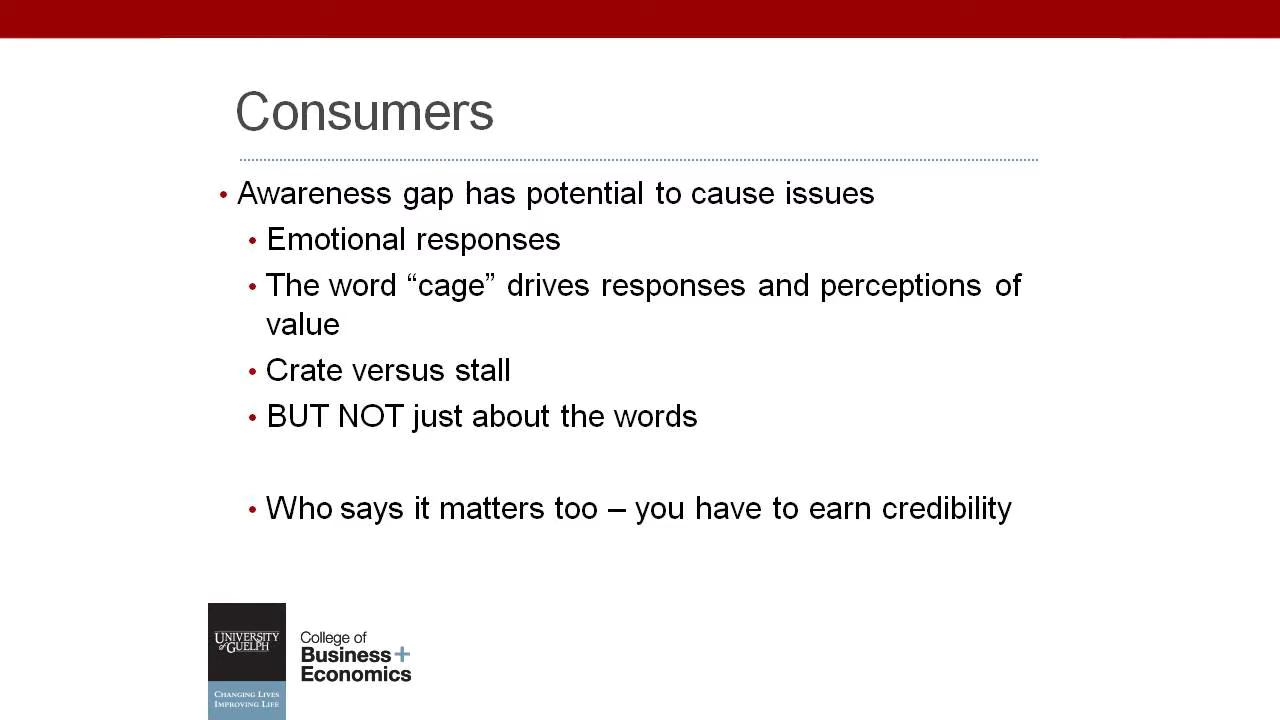 Consumers
• Awareness gap has potential to cause issues
• Emotional responses
• The word “cage” drives responses and perceptions of
value
• Crate versus stall
• BUT NOT just about the words
• Who says it matters too – you have to earn credibility
UNIVERSITY
of GUELPH
CHANGING LIVES
IMPROVING LIFE
College of
Business+
Economics